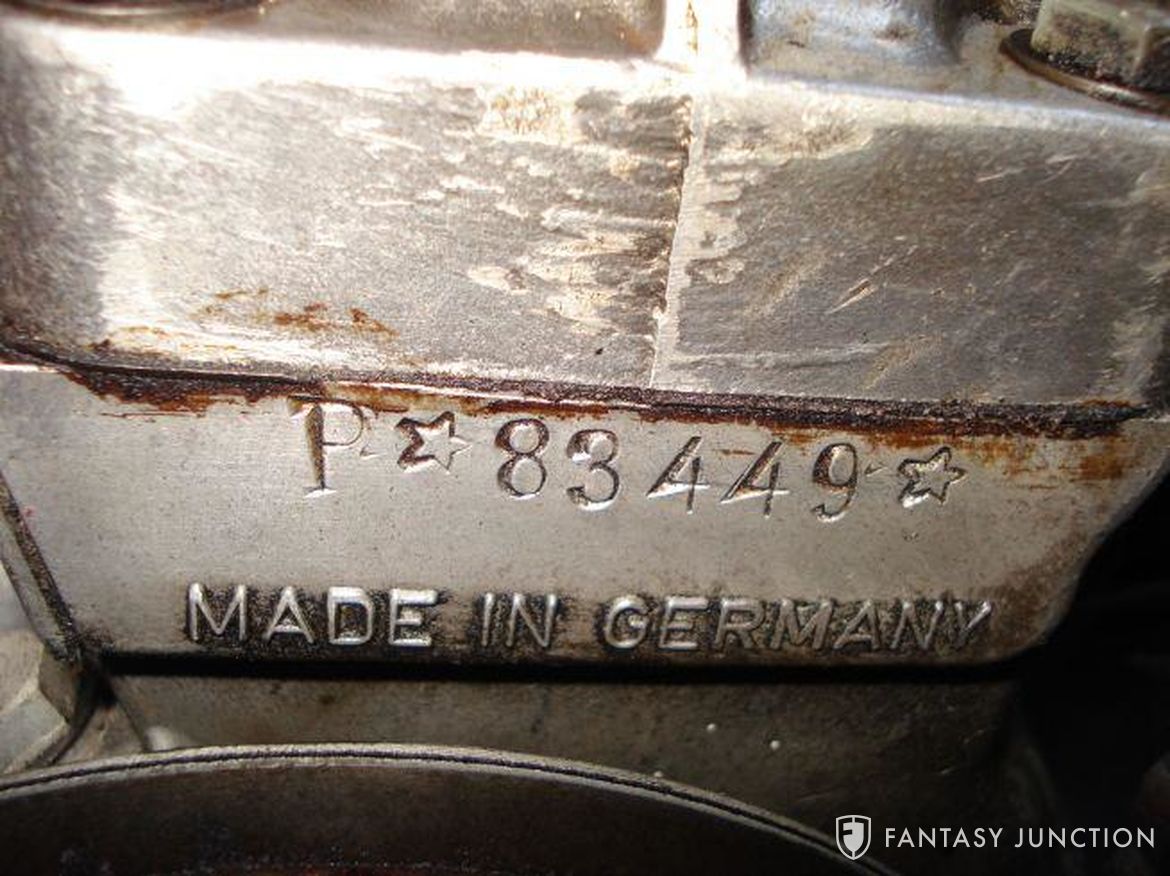 P ☆ 83449 ☆
MADE IN GERMANY
FANTASY JUNCTION